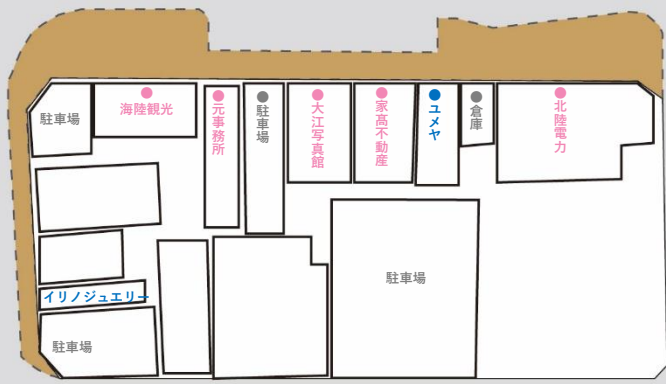 駐車場
海陸観光
元事務所
駐車場
大江写真館
家高不動産
ユメヤ
倉庫
北陸電力
イリノジュエリー
駐車場
駐車場